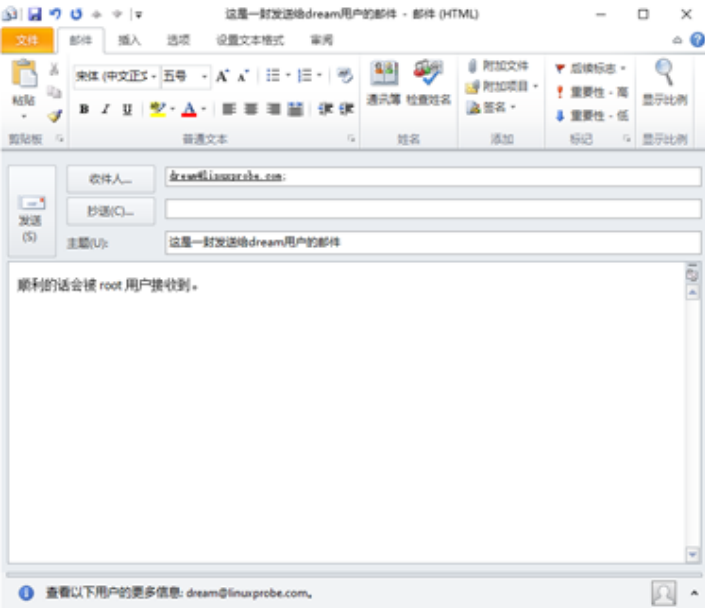 这是一封发送给dream用户的邮件 - 邮件 (HTML)
文件 邮件 插入 选项 设置文本格式 审阅
宋体 (中文正文 五号 A A
粘贴
B I U A
通讯簿 检查姓名
附加文件
附加项目
签名
后续标志
重要性 - 高
重要性 - 低
显示比例
剪贴板 普通文本 姓名 添加 标记 显示比例
发送
(S)
收件人...
dream@linuxprobe.com;
抄送(C)...
主题(U):
这是一封发送给dream用户的邮件
顺利的话会被 root 用户接收到。
查看以下用户的更多信息: dream@linuxprobe.com。